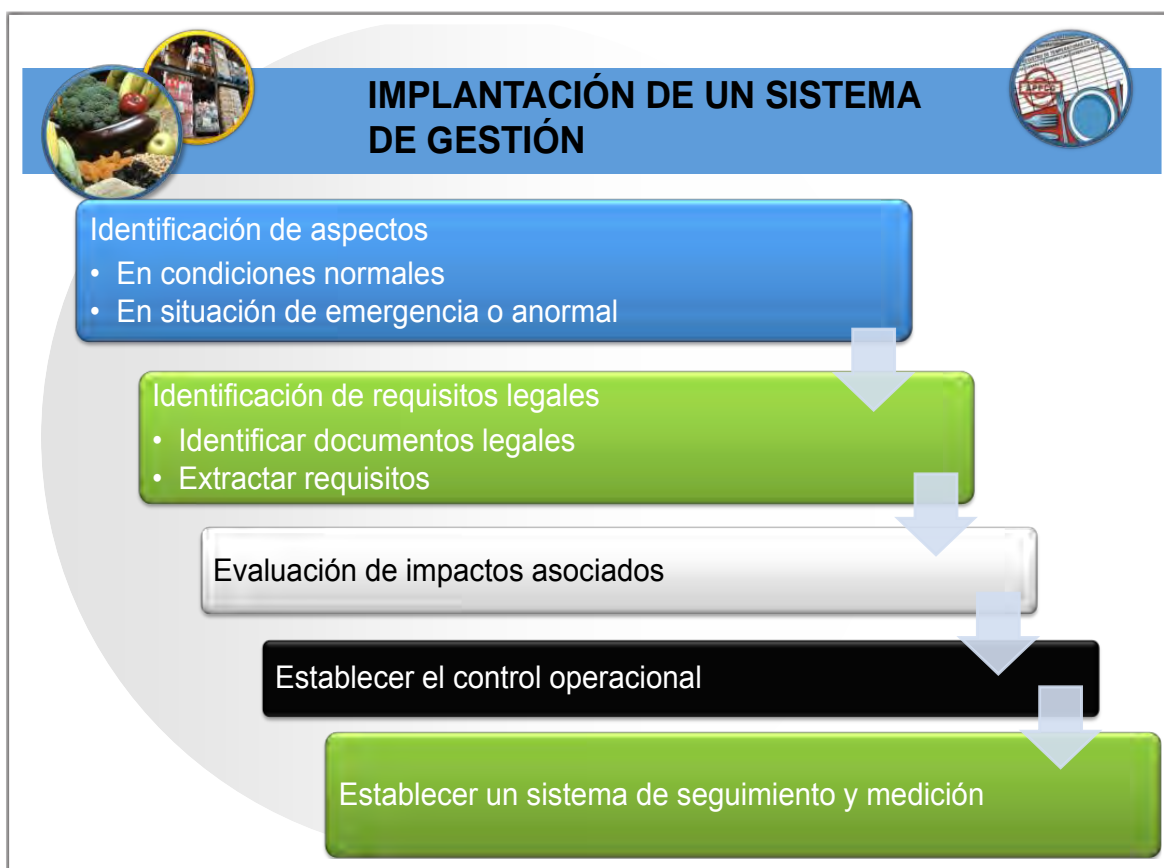 IMPLANTACIÓN DE UN SISTEMA
DE GESTIÓN
APPCC
Identificación de aspectos
• En condiciones normales
• En situación de emergencia o anormal
Identificación de requisitos legales
• Identificar documentos legales
• Extractar requisitos
Evaluación de impactos asociados
Establecer el control operacional
Establecer un sistema de seguimiento y medición